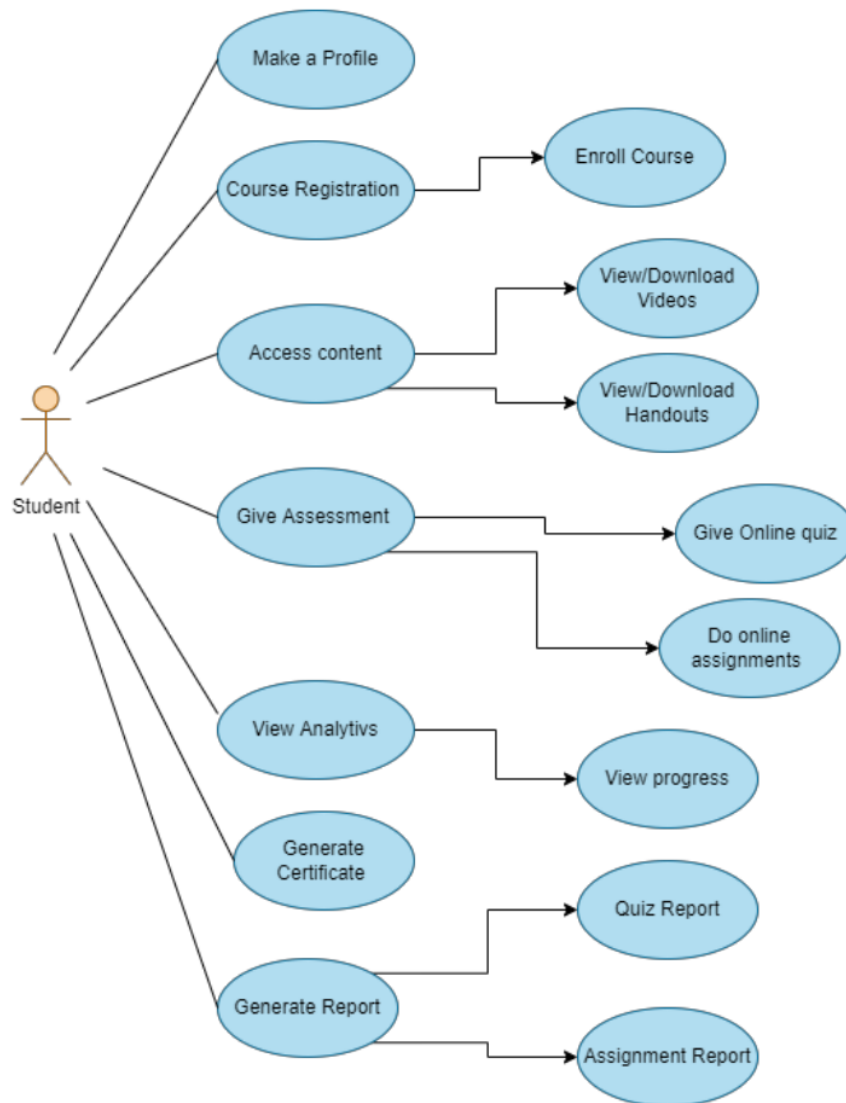 Make a Profile
Course Registration
Enroll Course
View/Download
Videos
Access content
View/Download
Handouts
Student
Give Assessment
Give Online quiz
Do online
assignments
View Analytivs
View progress
Generate
Certificate
Quiz Report
Generate Report
Assignment Report